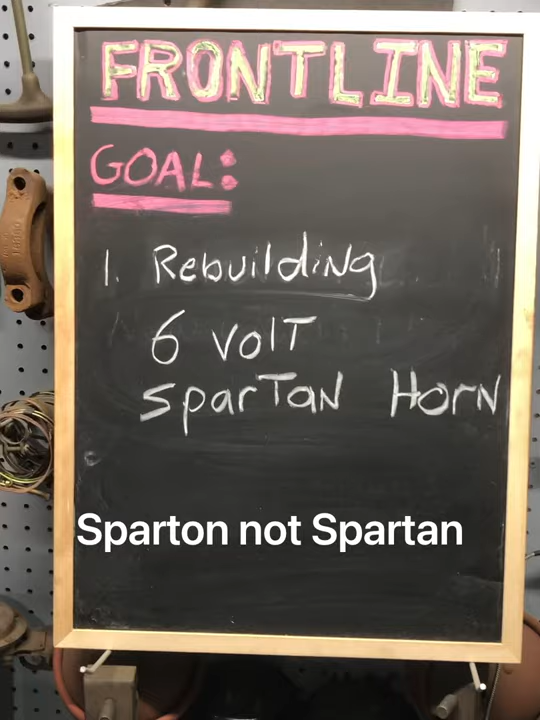 FRONTLINE
GOAL:
1. Rebuilding
6 volt
Spartan Horn
Sparton not Spartan